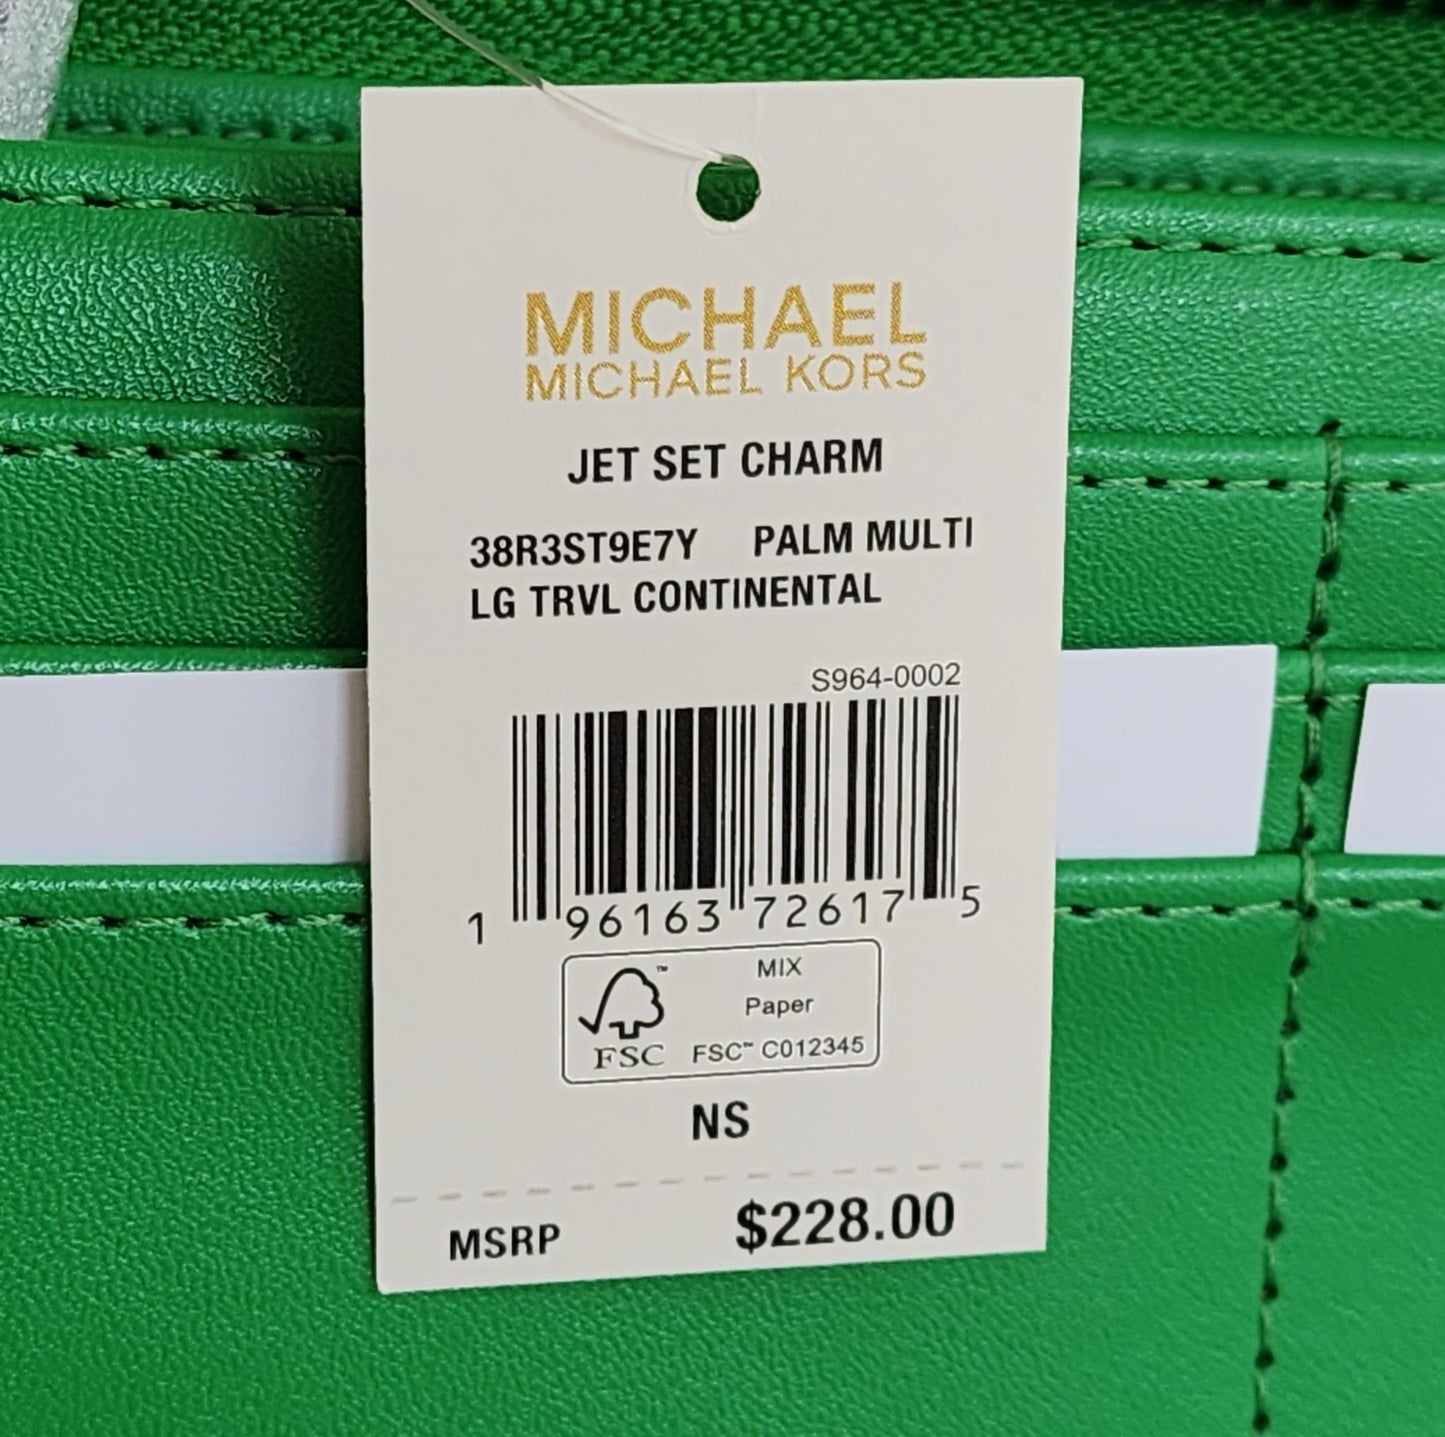 MICHAEL
MICHAEL KORS
JET SET CHARM
38R3ST9E7Y PALM MULTI
LG TRVL CONTINENTAL
S964-0002
1 96163 72617 5
MIX
Paper
FSC™ C012345
FSC
NS
MSRP $228.00